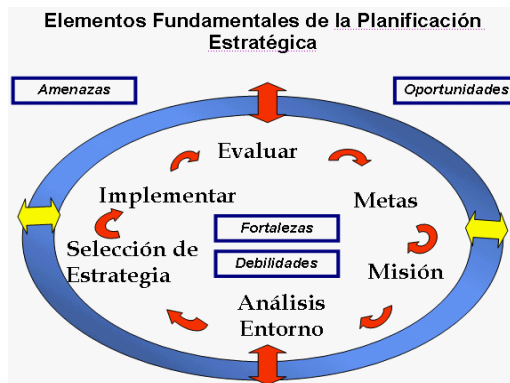 Elementos Fundamentales de la Planificación
Estratégica
Amenazas
Oportunidades
Evaluar
Implementar
Metas
Fortalezas
Selección de
Estrategia
Debilidades
Misión
Análisis
Entorno